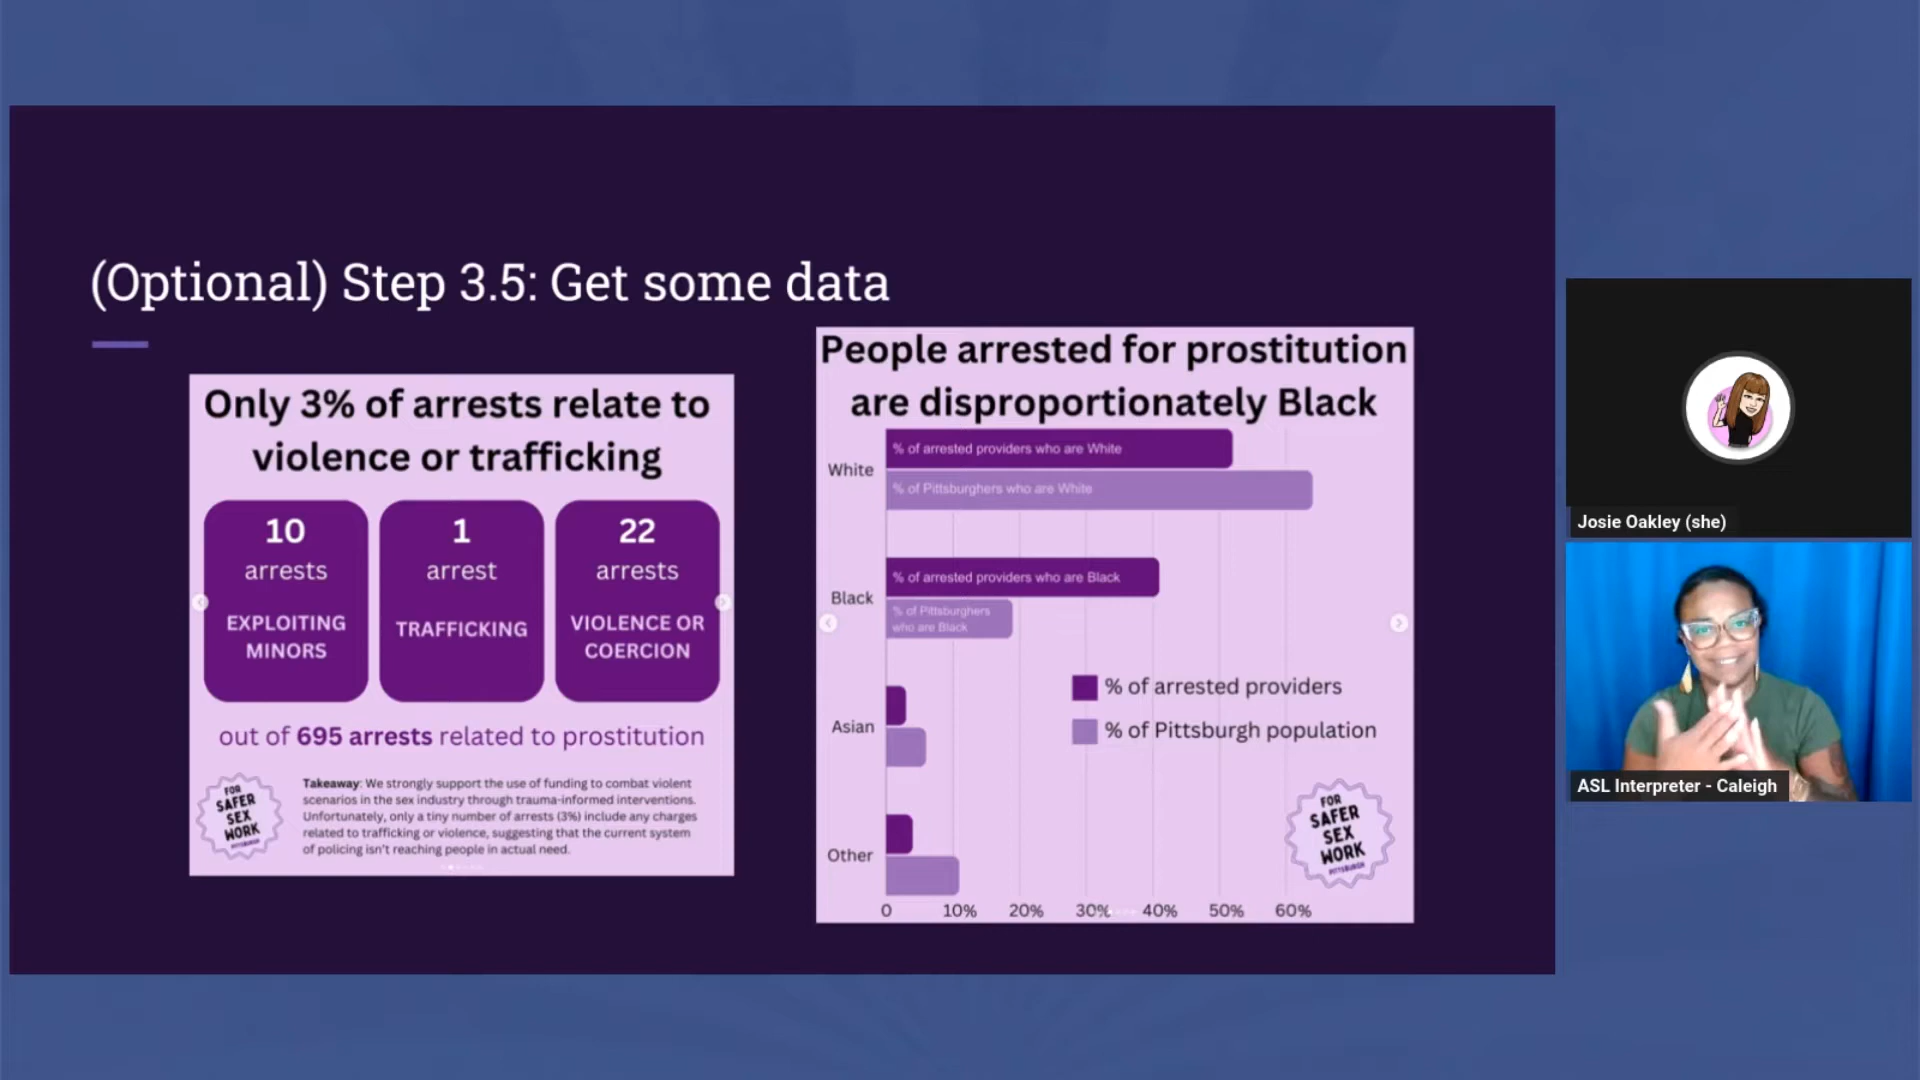 (Optional) Step 3.5: Get some data
Only 3% of arrests relate to
violence or trafficking
10
arrests
EXPLOITING
MINORS
1
arrest
TRAFFICKING
22
arrests
VIOLENCE OR
COERCION
out of 695 arrests related to prostitution
FOR
SAFER
SEX
WORK
PITTSBURGH
Takeaway: We strongly support the use of funding to combat violent
scenarios in the sex industry through trauma-informed interventions.
Unfortunately, only a tiny number of arrests (3%) include any charges
related to trafficking or violence, suggesting that the current system
of policing isn't reaching people in actual need.
People arrested for prostitution
are disproportionately Black
White
% of arrested providers who are White
% of Pittsburghers who are White
Black
% of arrested providers who are Black
% of Pittsburghers
who are Black
Asian
Other
% of arrested providers
% of Pittsburgh population
FOR
SAFER
SEX
WORK
PITTSBURGH
0 10% 20% 30% 40% 50% 60%
Josie Oakley (she)
ASL Interpreter - Caleigh